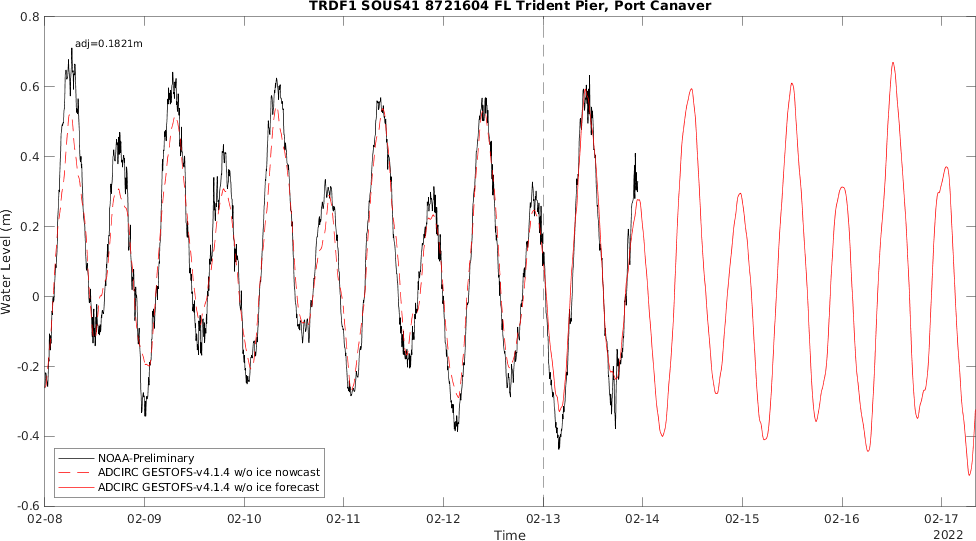 TRDF1 SOUS41 8721604 FL Trident Pier, Port Canaver
adj=0.1821m
0.8
0.6
0.4
0.2
0
-0.2
-0.4
-0.6
Water Level (m)
NOAA-Preliminary
ADCIRC GESTOFS-v4.1.4 w/o ice nowcast
ADCIRC GESTOFS-v4.1.4 w/o ice forecast
02-08 02-09 02-10 02-11 02-12 02-13 02-14 02-15 02-16 02-17
Time
2022